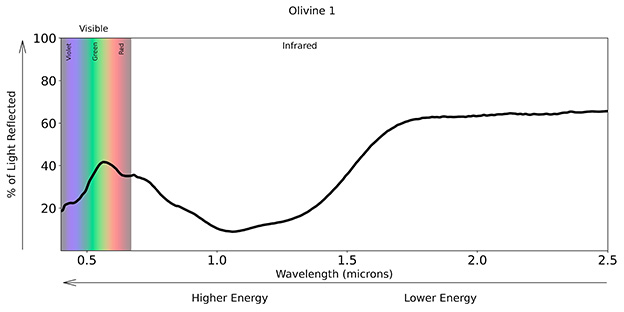 Olivine 1
Visible
Infrared
Violet
Green
Red
% of Light Reflected
100
80
60
40
20
0.5 1.0 1.5 2.0 2.5
Wavelength (microns)
Higher Energy Lower Energy